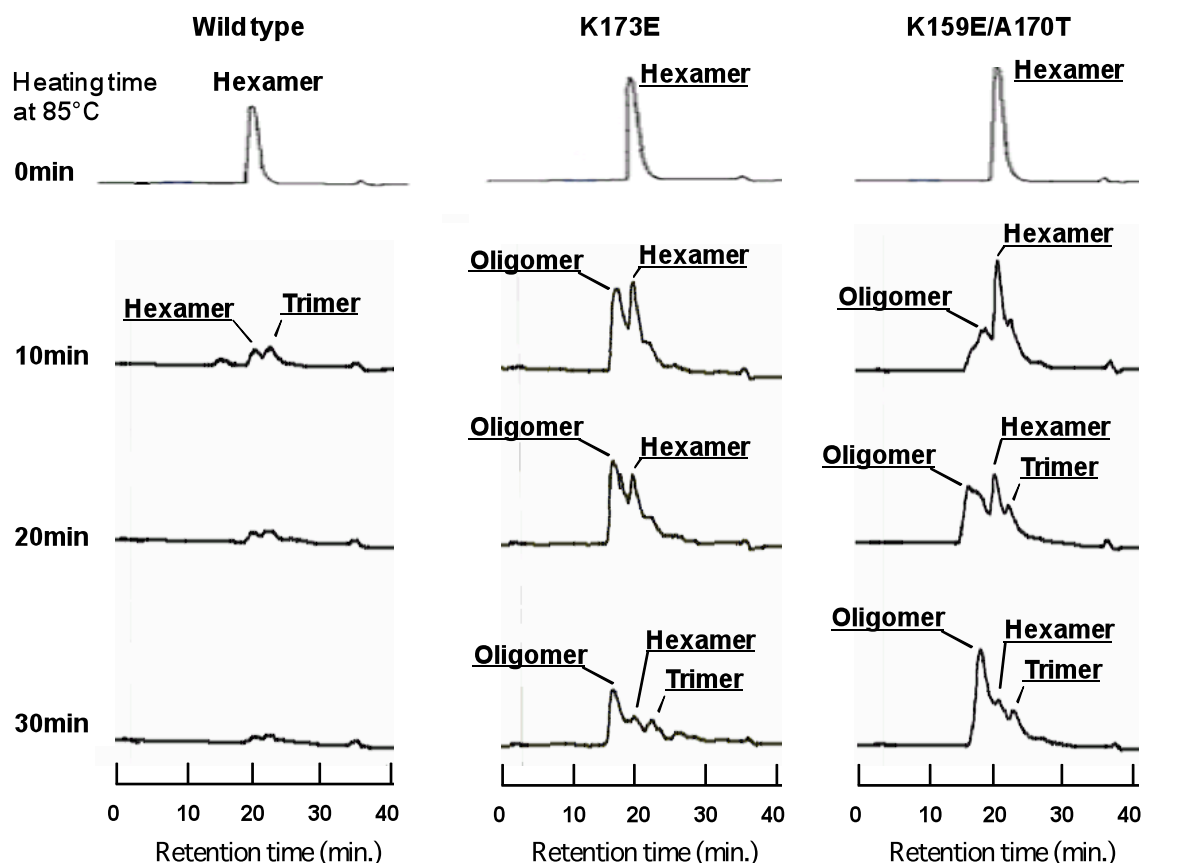 Wild type K173E K159E/A170T
Heating time
at 85°C
Hexamer Hexamer Hexamer
0min
Hexamer
Oligomer Hexamer
Hexamer Trimer Oligomer
10min
Oligomer Hexamer Hexamer
Oligomer Hexamer Trimer
20min
Oligomer Hexamer
Oligomer Hexamer Trimer
Hexamer Trimer
30min
0 10 20 30 40 0 10 20 30 40 0 10 20 30 40
Retention time (min.) Retention time (min.) Retention time (min.)